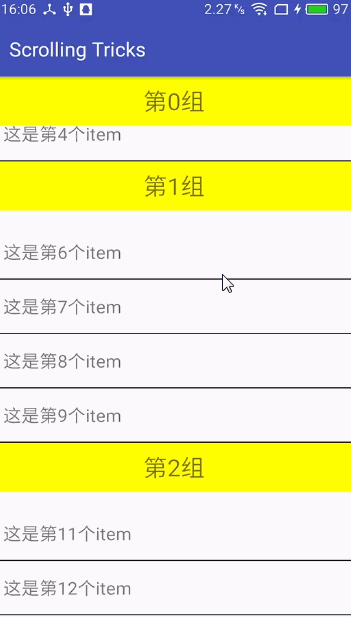 16:06 2.27 K/s 97
Scrolling Tricks
第0组
这是第4个item
第1组
这是第6个item
这是第7个item
这是第8个item
这是第9个item
第2组
这是第11个item
这是第12个item